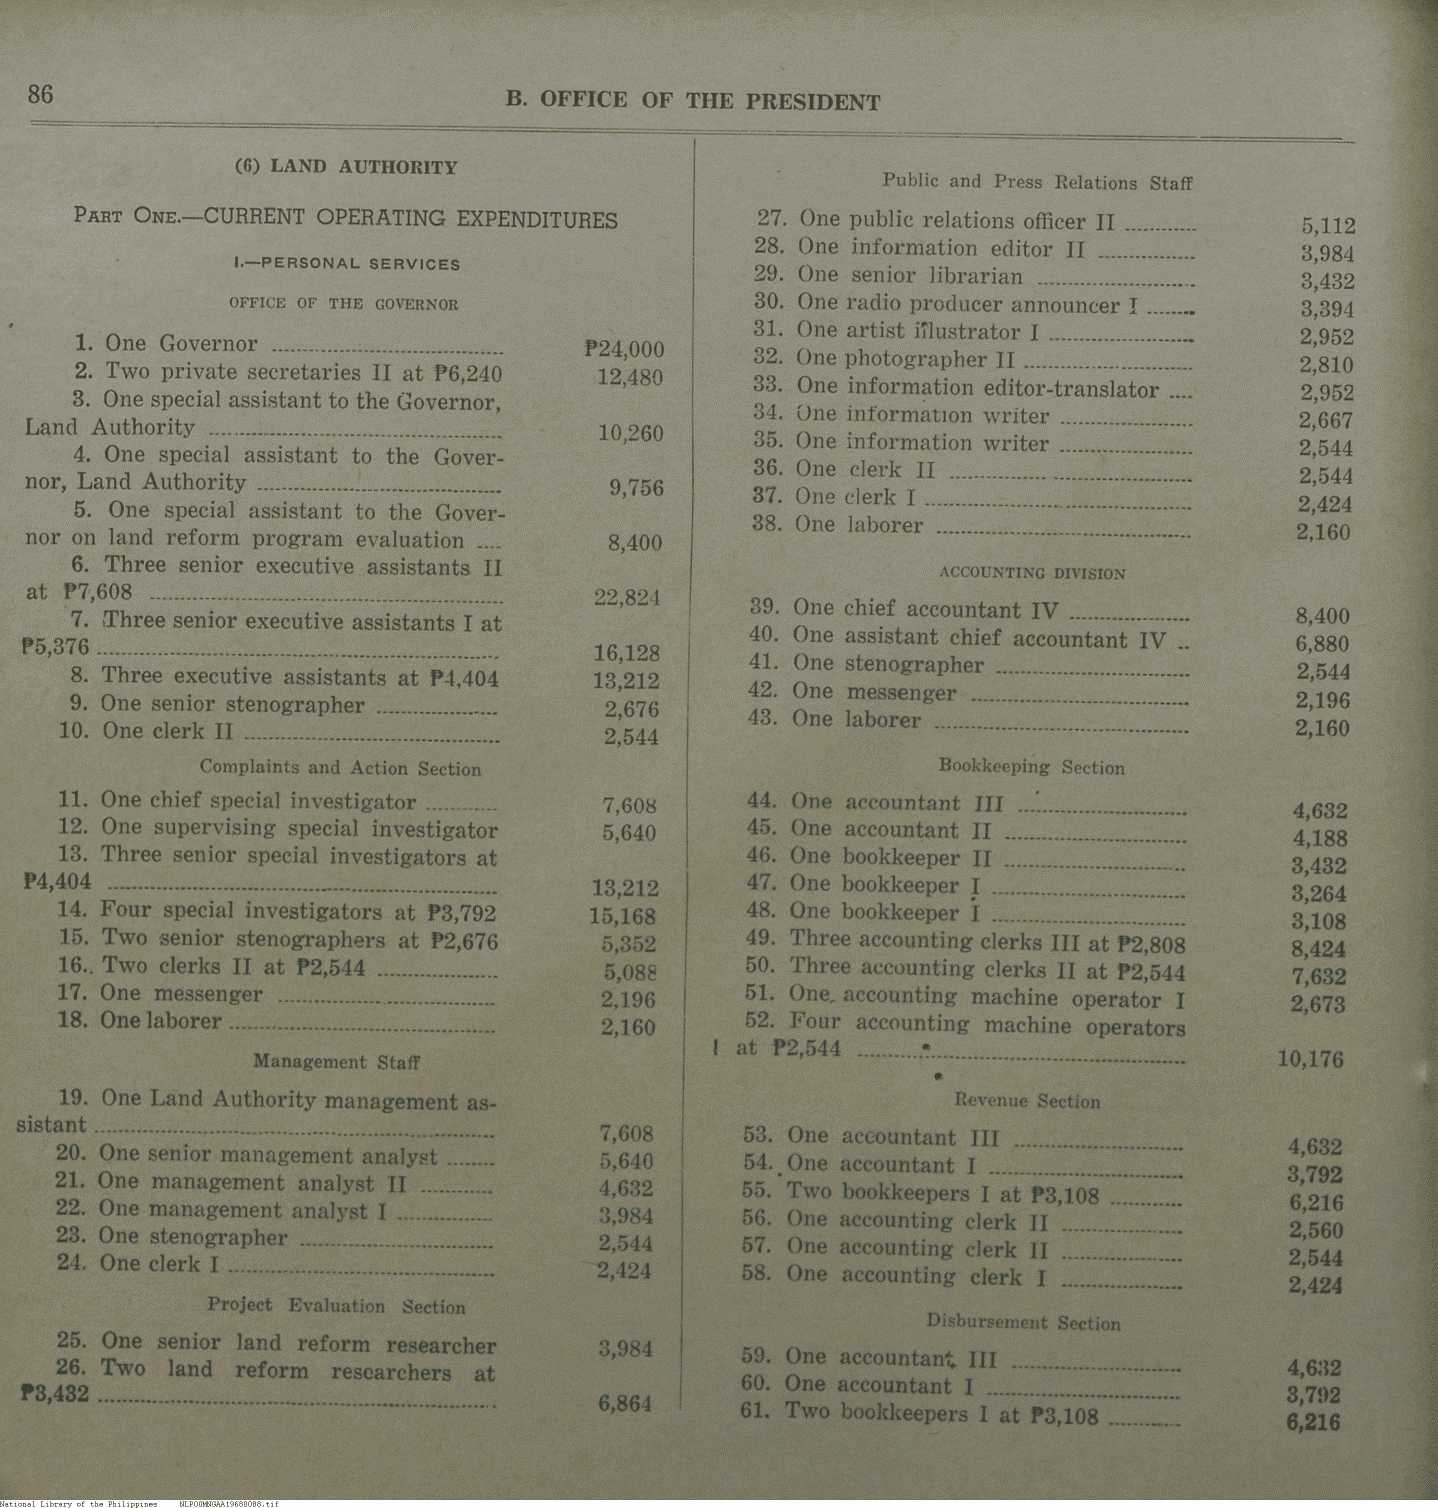 86
B. OFFICE OF THE PRESIDENT
(6) LAND AUTHORITY
PART ONE.—CURRENT OPERATING EXPENDITURES
I.—PERSONAL SERVICES
OFFICE OF THE GOVERNOR
1. One Governor ................................ ₱24,000
2. Two private secretaries II at ₱6,240 12,480
3. One special assistant to the Governor,
Land Authority ................................ 10,260
4. One special assistant to the Gover-
nor, Land Authority ................................ 9,756
5. One special assistant to the Gover-
nor on land reform program evaluation .... 8,400
6. Three senior executive assistants II
at ₱7,608 ................................ 22,824
7. Three senior executive assistants I at
₱5,376 ................................ 16,128
8. Three executive assistants at ₱4,404 13,212
9. One senior stenographer ................ 2,676
10. One clerk II ................................ 2,544
Complaints and Action Section
11. One chief special investigator ............ 7,608
12. One supervising special investigator 5,640
13. Three senior special investigators at
₱4,404 ................................ 13,212
14. Four special investigators at ₱3,792 15,168
15. Two senior stenographers at ₱2,676 5,352
16. Two clerks II at ₱2,544 ................ 5,088
17. One messenger ................................ 2,196
18. One laborer ................................ 2,160
Management Staff
19. One Land Authority management as-
sistant ................................ 7,608
20. One senior management analyst ........ 5,640
21. One management analyst II ............ 4,632
22. One management analyst I ................ 3,984
23. One stenographer ................................ 2,544
24. One clerk I ................................ 2,424
Project Evaluation Section
25. One senior land reform researcher 3,984
26. Two land reform researchers at
₱3,432 ................................ 6,864
Public and Press Relations Staff
27. One public relations officer II ............ 5,112
28. One information editor II ................ 3,984
29. One senior librarian ................................ 3,432
30. One radio producer announcer I ........ 3,394
31. One artist illustrator I ........................ 2,952
32. One photographer II ................................ 2,810
33. One information editor-translator .... 2,952
34. One information writer ........................ 2,667
35. One information writer ........................ 2,544
36. One clerk II ................................ 2,544
37. One clerk I ................................ 2,424
38. One laborer ................................ 2,160
ACCOUNTING DIVISION
39. One chief accountant IV .................... 8,400
40. One assistant chief accountant IV .. 6,880
41. One stenographer ................................ 2,544
42. One messenger ................................ 2,196
43. One laborer ................................ 2,160
Bookkeeping Section
44. One accountant III ................................ 4,632
45. One accountant II ................................ 4,188
46. One bookkeeper II ................................ 3,432
47. One bookkeeper I ................................ 3,264
48. One bookkeeper I ................................ 3,108
49. Three accounting clerks III at ₱2,808 8,424
50. Three accounting clerks II at ₱2,544 7,632
51. One accounting machine operator I 2,673
52. Four accounting machine operators
I at ₱2,544 ................................ 10,176
Revenue Section
53. One accountant III ............................ 4,632
54. One accountant I ................................ 3,792
55. Two bookkeepers I at ₱3,108 ............ 6,216
56. One accounting clerk II .................... 2,560
57. One accounting clerk II .................... 2,544
58. One accounting clerk I .................... 2,424
Disbursement Section
59. One accountant III ............................ 4,632
60. One accountant I ................................ 3,792
61. Two bookkeepers I at ₱3,108 ............ 6,216
National Library of the Philippines NLPOOMNGAA19680088.tif